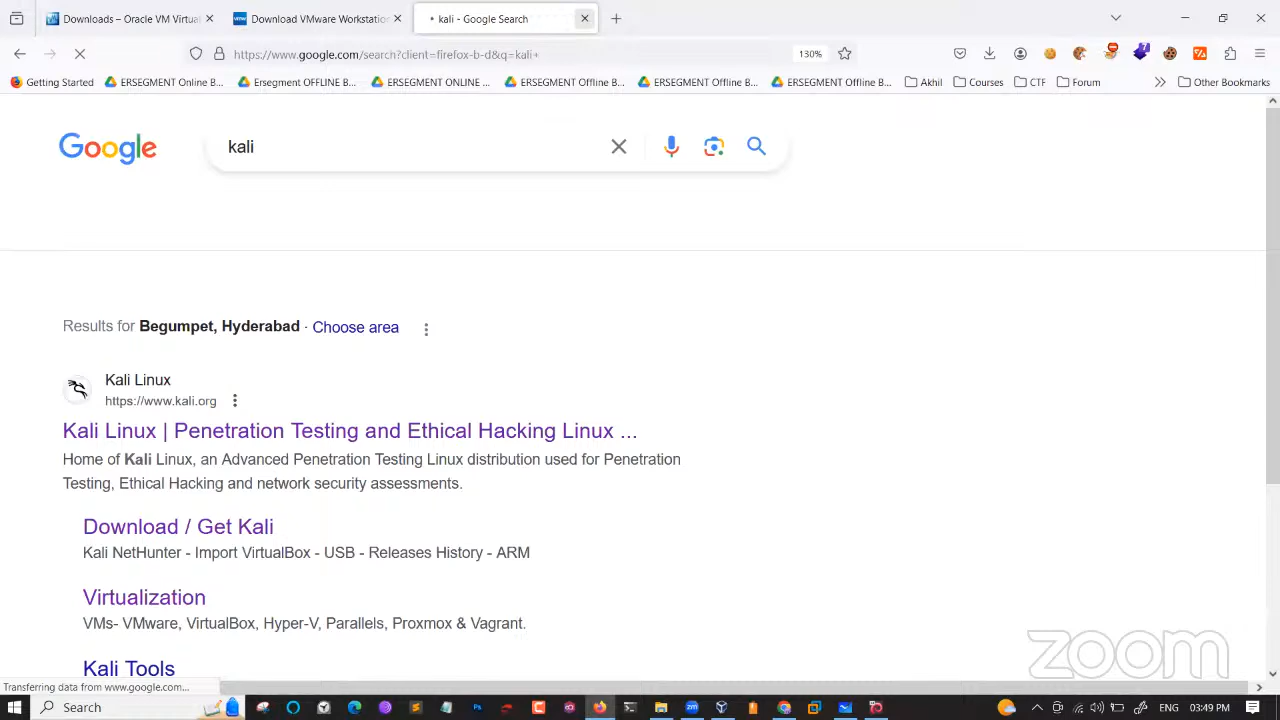 Downloads – Oracle VM Virtual
Download VMware Workstation
kali - Google Search
https://www.google.com/search?client=firefox-b-d&q=kali+
130%
7
Getting Started
ERSEGMENT Online B...
Ersegment OFFLINE B...
ERSEGMENT ONLINE ...
ERSEGMENT Offline B...
ERSEGMENT Offline B...
ERSEGMENT Offline B...
Akhil
Courses
CTF
Forum
Other Bookmarks
Google
kali
Results for Begumpet, Hyderabad · Choose area
Kali Linux
https://www.kali.org
Kali Linux | Penetration Testing and Ethical Hacking Linux ...
Home of Kali Linux, an Advanced Penetration Testing Linux distribution used for Penetration
Testing, Ethical Hacking and network security assessments.
Download / Get Kali
Kali NetHunter - Import VirtualBox - USB - Releases History - ARM
Virtualization
VMs- VMware, VirtualBox, Hyper-V, Parallels, Proxmox & Vagrant.
Kali Tools
zoom
Transferring data from www.google.com...
Search
ENG
03:49 PM